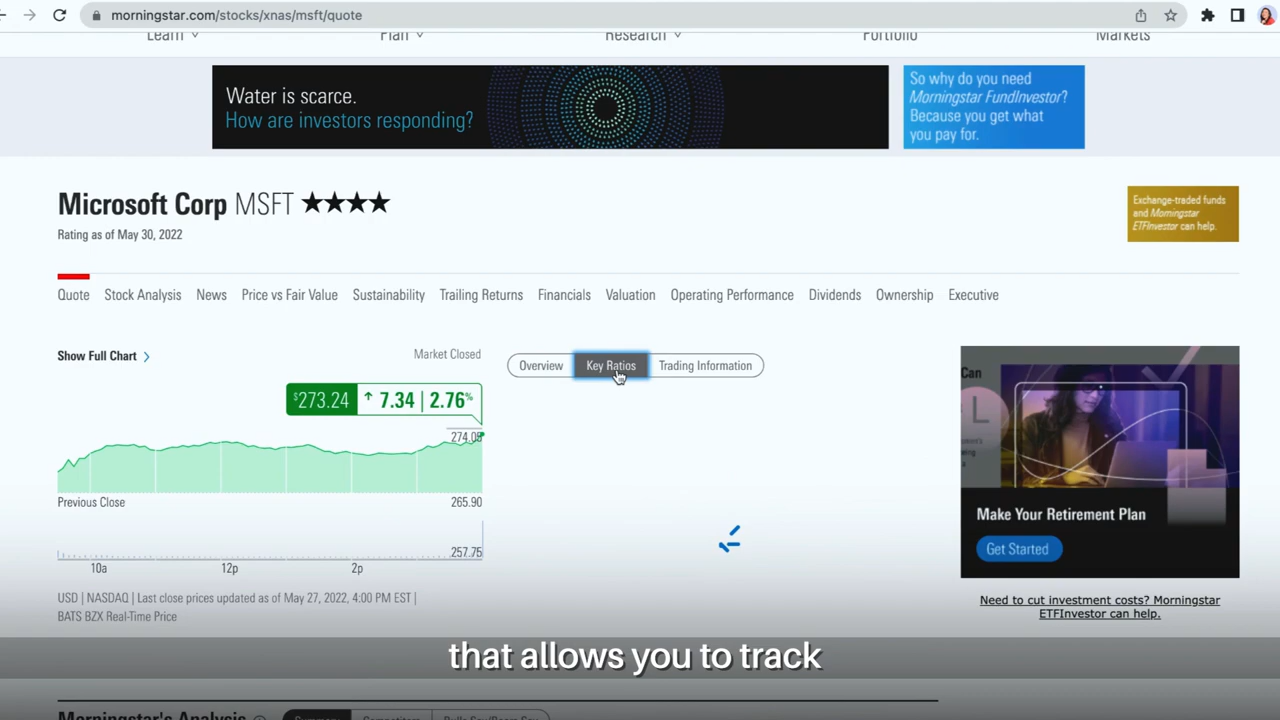 morningstar.com/stocks/xnas/msft/quote
Learn Plan Research Portfolio Markets
Water is scarce.
How are investors responding?
So why do you need
Morningstar FundInvestor?
Because you get what
you pay for.
Microsoft Corp MSFT ★★★★
Rating as of May 30, 2022
Exchange-traded funds
and Morningstar
ETFInvestor can help.
Quote Stock Analysis News Price vs Fair Value Sustainability Trailing Returns Financials Valuation Operating Performance Dividends Ownership Executive
Show Full Chart
Market Closed
Overview Key Ratios Trading Information
$273.24 ↑ 7.34 | 2.76%
274.05
Previous Close 265.90
257.75
10a 12p 2p
USD | NASDAQ | Last close prices updated as of May 27, 2022, 4:00 PM EST |
BATS BZX Real-Time Price
Can
L
Make Your Retirement Plan
Get Started
Need to cut investment costs? Morningstar
ETFInvestor can help.
that allows you to track
Morningstar's Analysis